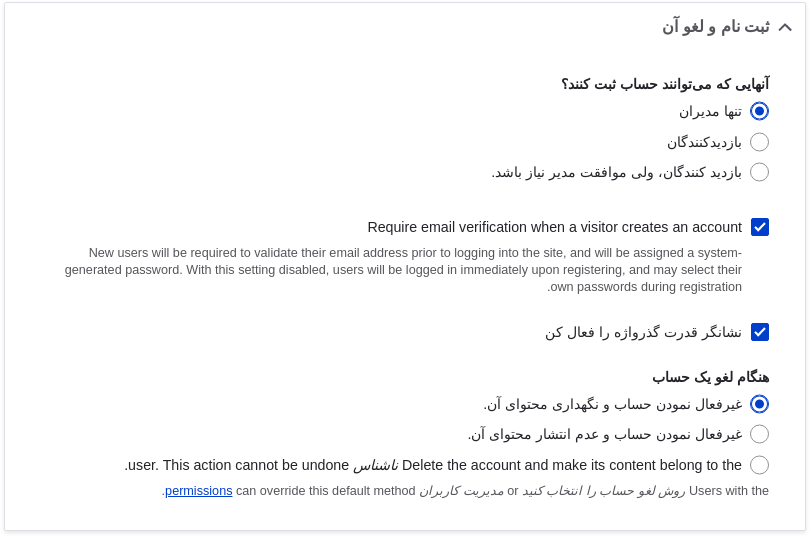 ثبت نام و لغو آن
آنهایی که می‌توانند حساب ثبت کنند؟
تنها مدیران
بازدیدکنندگان
بازدید کنندگان، ولی موافقت مدیر نیاز باشد.
Require email verification when a visitor creates an account
New users will be required to validate their email address prior to logging into the site, and will be assigned a system-
generated password. With this setting disabled, users will be logged in immediately upon registering, and may select their
own passwords during registration.
نشانگر قدرت گذرواژه را فعال کن
هنگام لغو یک حساب
غیرفعال نمودن حساب و نگهداری محتوای آن.
غیرفعال نمودن حساب و عدم انتشار محتوای آن.
Delete the account and make its content belong to the ناشناس user. This action cannot be undone.
Users with the روش لغو حساب را انتخاب کنید or مدیریت کاربران permissions can override this default method.